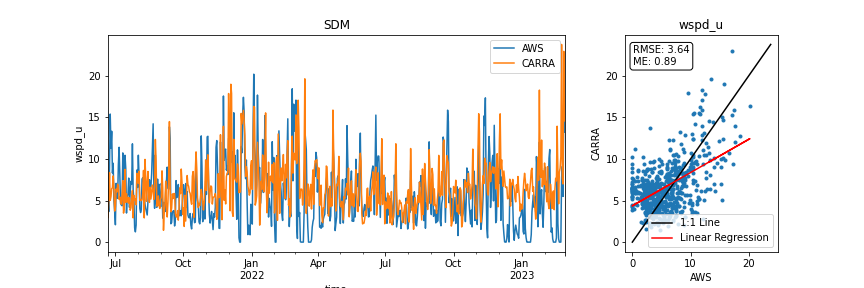 SDM
AWS
CARRA
wspd_u
20
15
10
5
0
Jul
Oct
Jan
2022
Apr
Jul
Oct
Jan
2023
time
wspd_u
RMSE: 3.64
ME: 0.89
CARRA
20
15
10
5
0
1:1 Line
Linear Regression
0
10
20
AWS